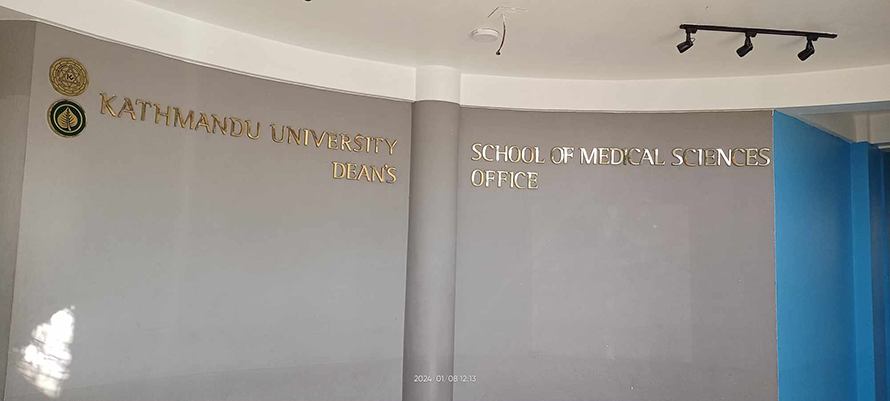 KATHMANDU UNIVERSITY SCHOOL OF MEDICAL SCIENCES
DEAN'S OFFICE
2024/01/08 12:13